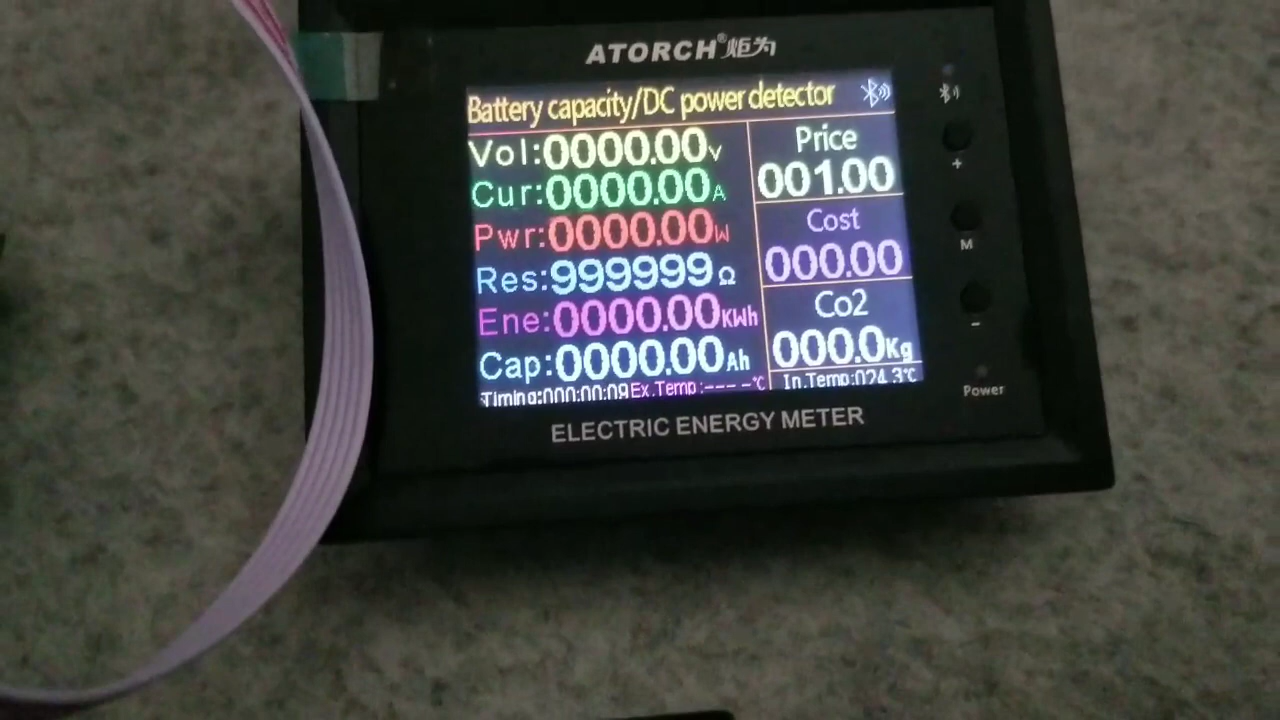 ATORCH®炬为
Battery capacity/DC power detector
Vol:0000.00V
Cur:0000.00A
Pwr:0000.00W
Res:999999Ω
Ene:0000.00KWh
Cap:0000.00Ah
Timing:000:00:09 Ex.Temp:----℃
Price
001.00
Cost
000.00
Co2
000.0Kg
In.Temp:024.3℃
+
M
-
Power
ELECTRIC ENERGY METER